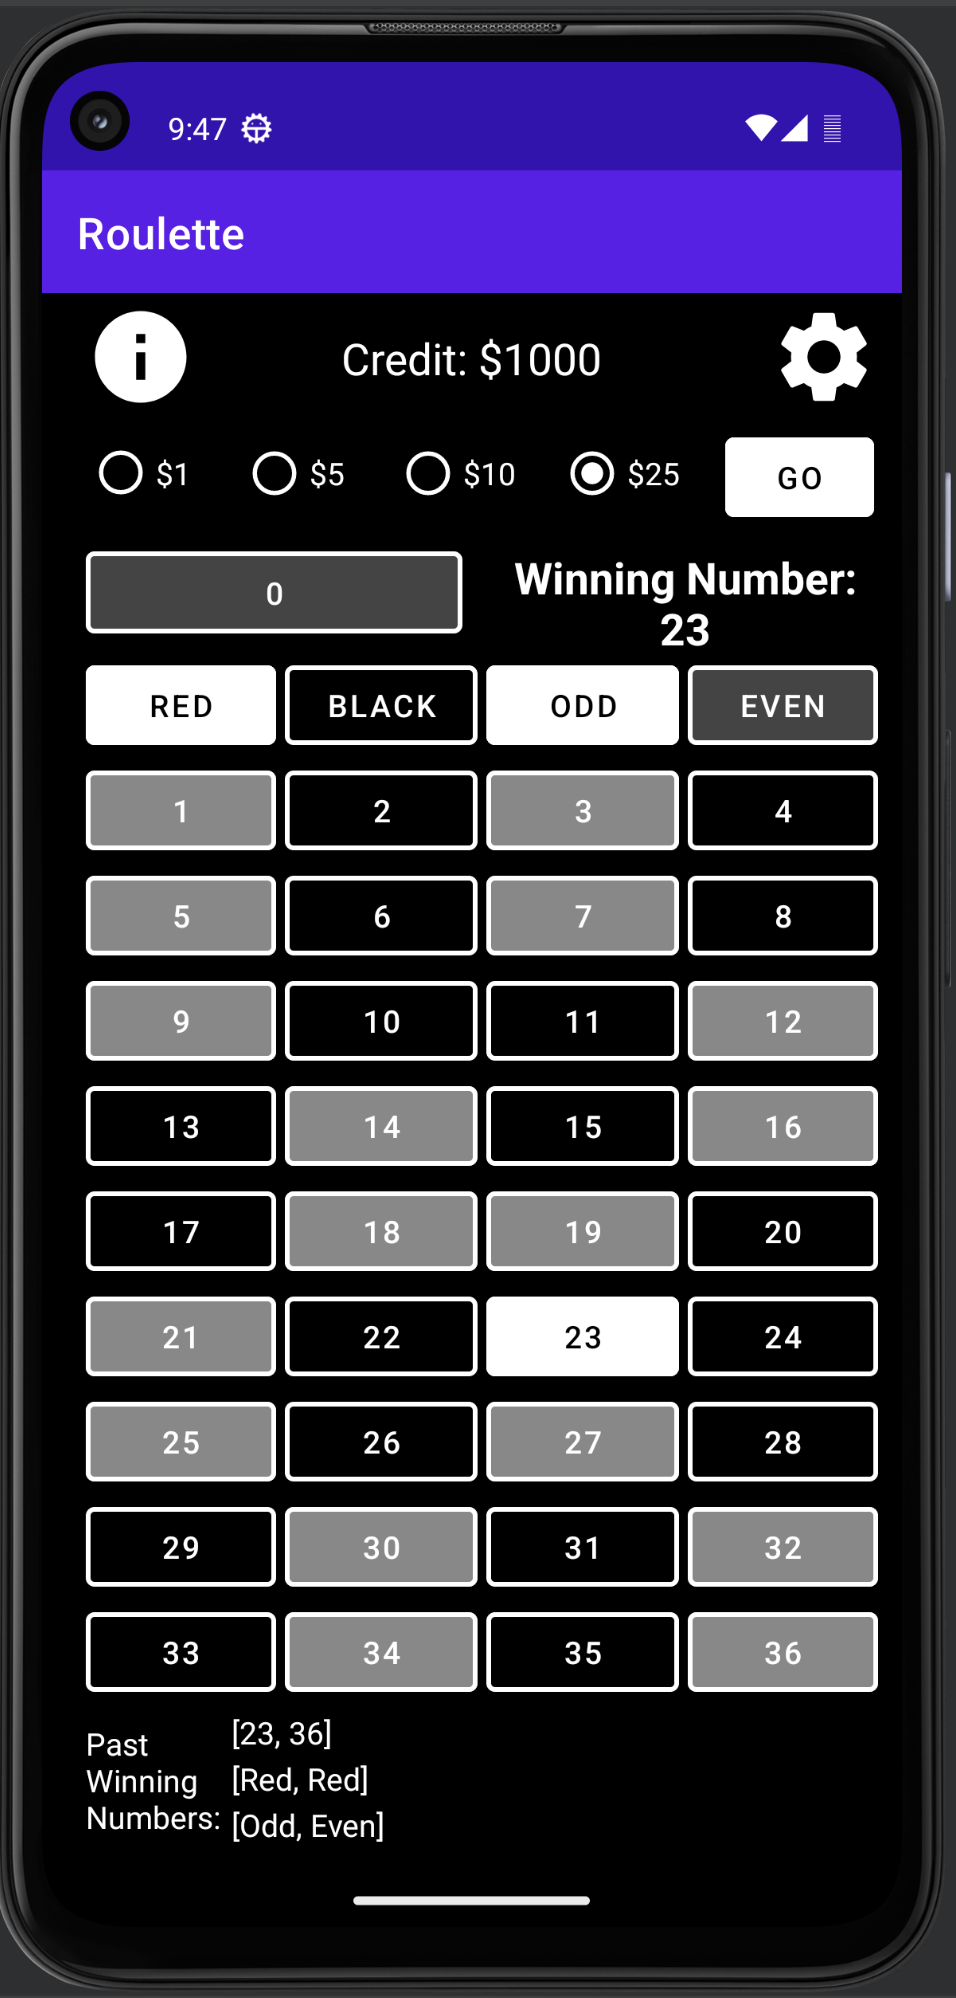 9:47
Roulette
i
Credit: $1000
$1 $5 $10 $25 GO
0
Winning Number:
23
RED BLACK ODD EVEN
1 2 3 4
5 6 7 8
9 10 11 12
13 14 15 16
17 18 19 20
21 22 23 24
25 26 27 28
29 30 31 32
33 34 35 36
Past
Winning
Numbers:
[23, 36]
[Red, Red]
[Odd, Even]